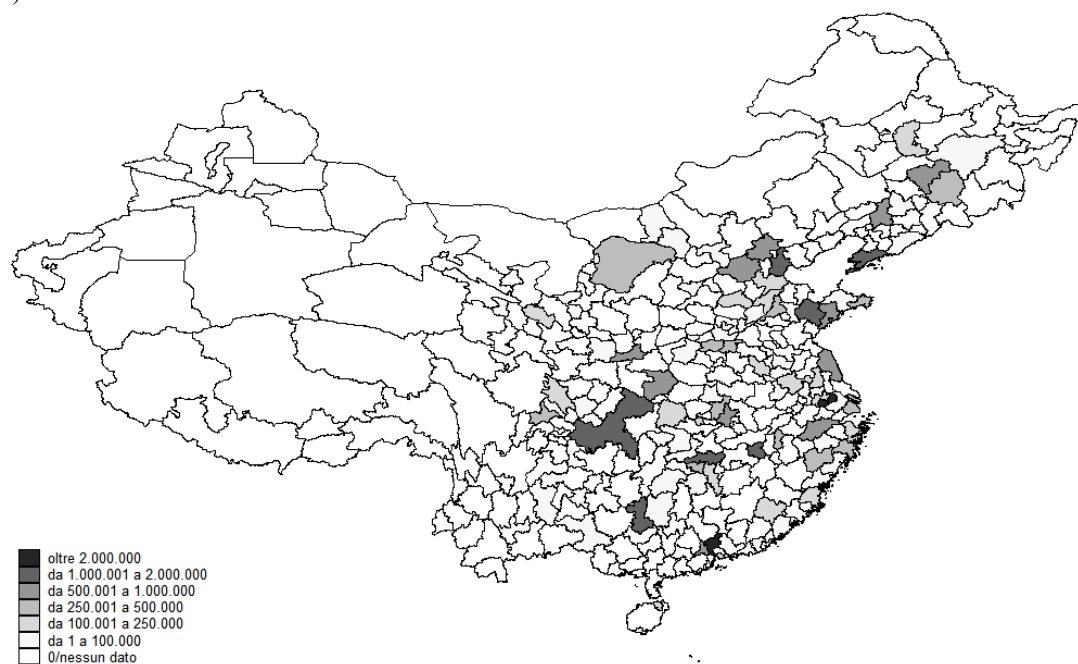 oltre 2.000.000
da 1.000.001 a 2.000.000
da 500.001 a 1.000.000
da 250.001 a 500.000
da 100.001 a 250.000
da 1 a 100.000
0/nessun dato